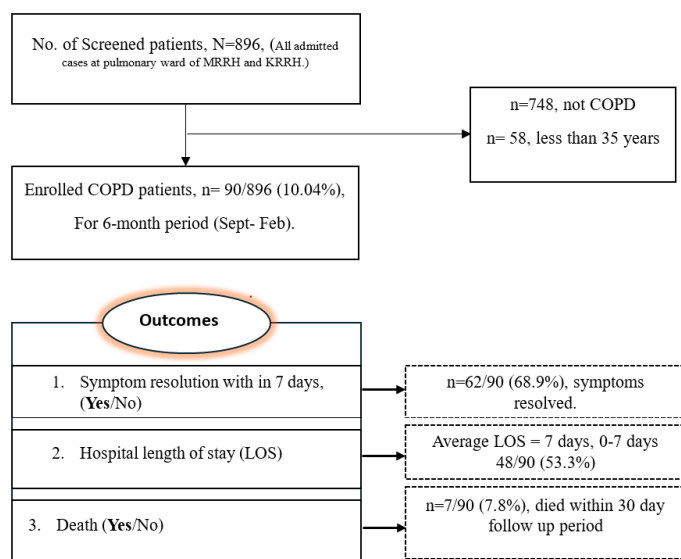 No. of Screened patients, N=896, (All admitted
cases at pulmonary ward of MRRH and KRRH.)
n=748, not COPD
n= 58, less than 35 years
Enrolled COPD patients, n= 90/896 (10.04%),
For 6-month period (Sept- Feb).
Outcomes
1. Symptom resolution with in 7 days,
(Yes/No)
n=62/90 (68.9%), symptoms
resolved.
2. Hospital length of stay (LOS)
Average LOS = 7 days, 0-7 days
48/90 (53.3%)
3. Death (Yes/No)
n=7/90 (7.8%), died within 30 day
follow up period